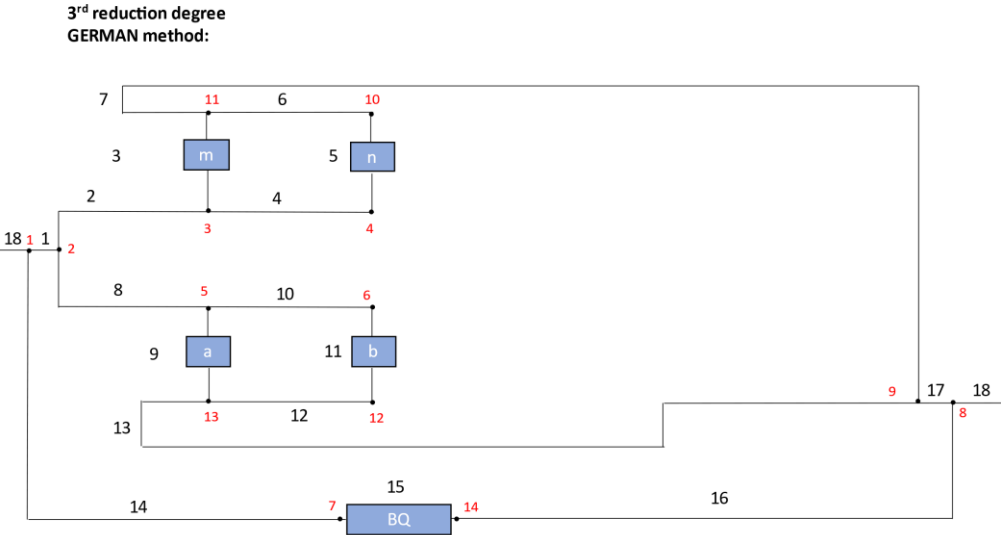 3rd reduction degree
GERMAN method:
7 11 6 10
3 m 5 n
2 4
3 4
18 1 1 2
8 5 10 6
9 a 11 b
13 12 12
13
9 17 18
8
15
14 7 BQ 14 16